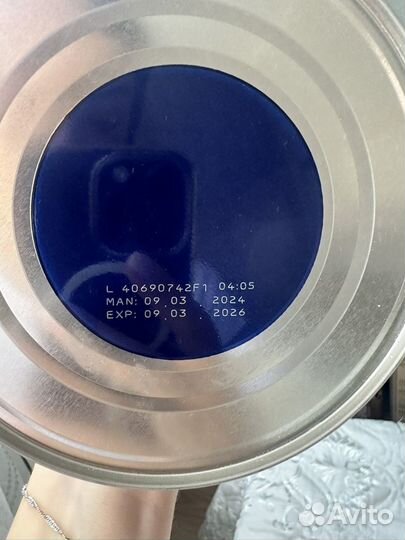 L 40690742F1 04:05
MAN: 09.03 . 2024
EXP: 09.03 . 2026
Avito